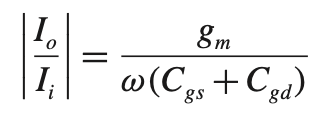 |I_o/I_i| = g_m/ω(C_gs + C_gd)